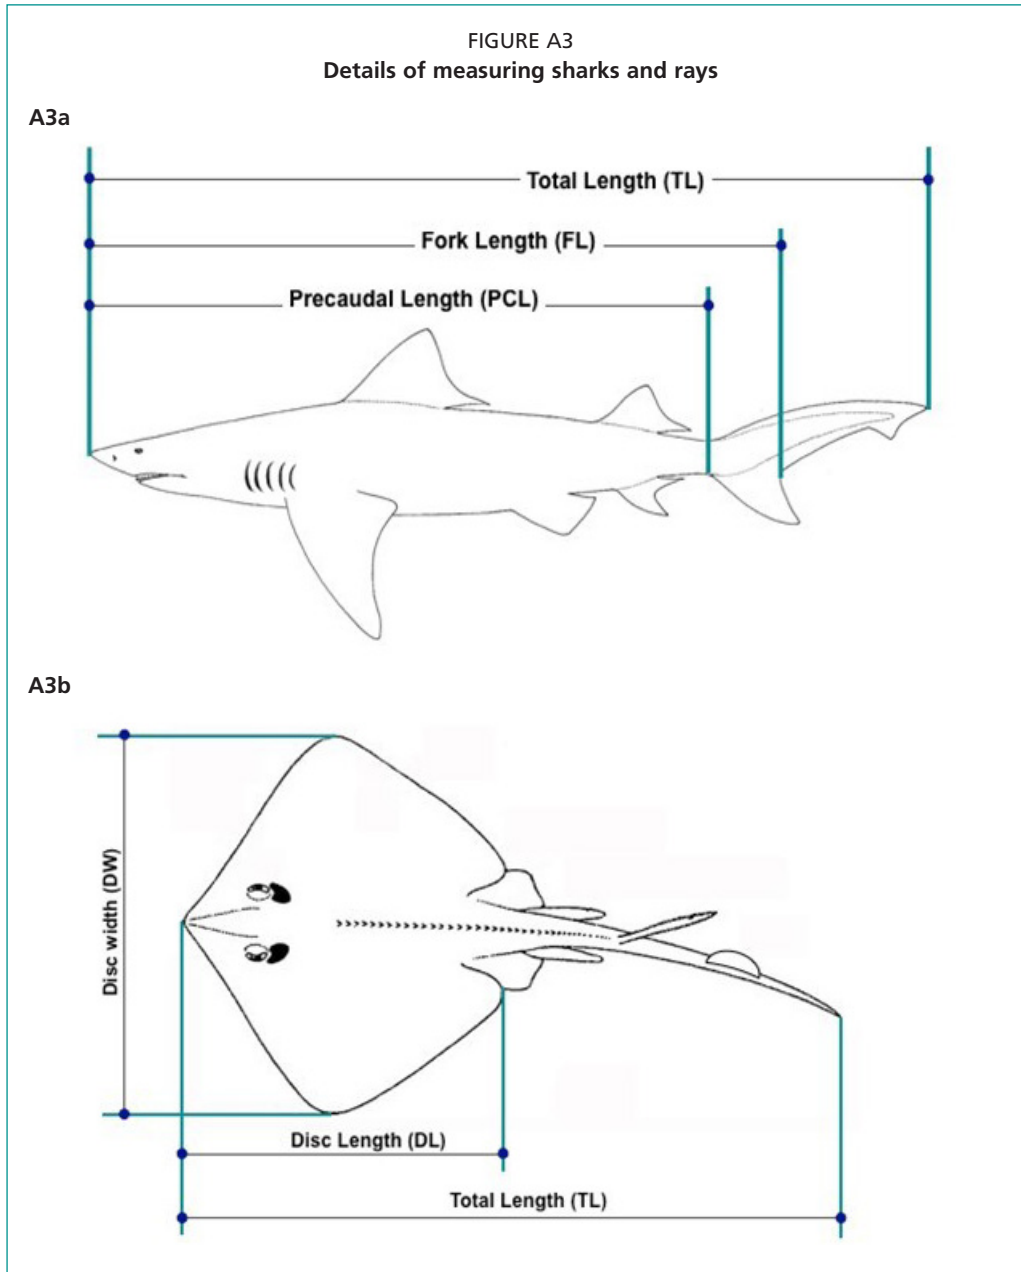 FIGURE A3
Details of measuring sharks and rays
A3a
Total Length (TL)
Fork Length (FL)
Precaudal Length (PCL)
A3b
Disc width (DW)
Disc Length (DL)
Total Length (TL)